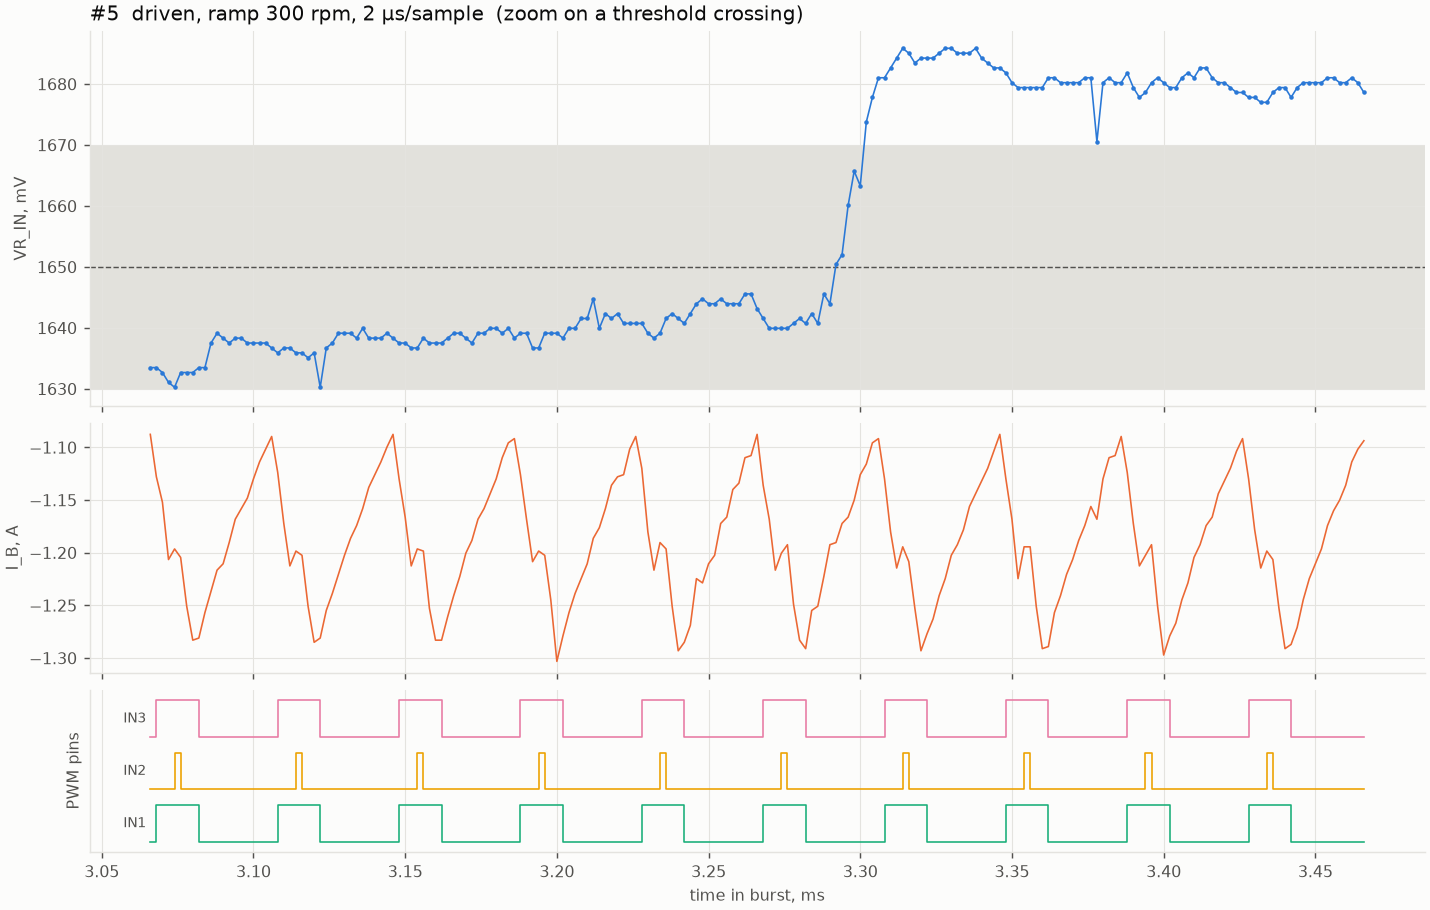 #5  driven, ramp 300 rpm, 2 µs/sample  (zoom on a threshold crossing)
VR_IN, mV
1680
1670
1660
1650
1640
1630
I_B, A
−1.10
−1.15
−1.20
−1.25
−1.30
PWM pins
IN3
IN2
IN1
3.05 3.10 3.15 3.20 3.25 3.30 3.35 3.40 3.45
time in burst, ms